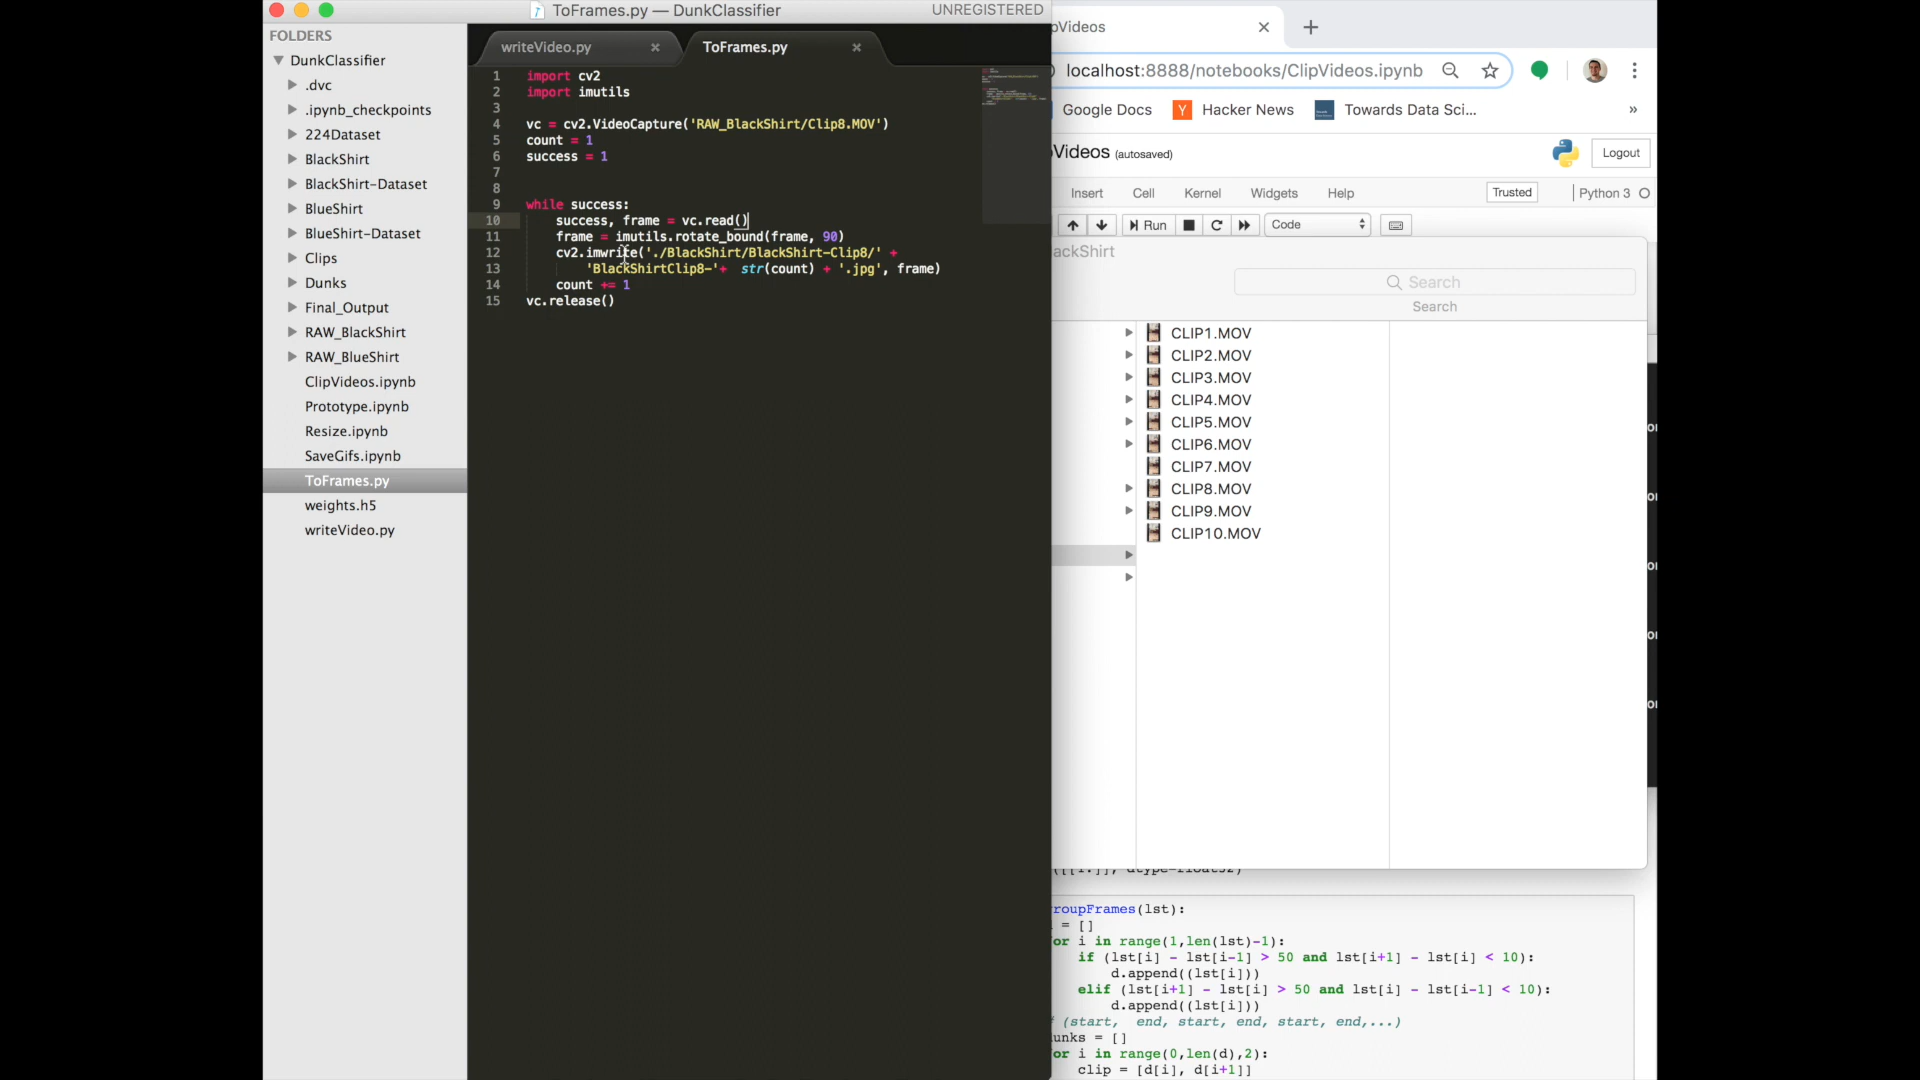 ToFrames.py — DunkClassifier
UNREGISTERED
FOLDERS
DunkClassifier
.dvc
.ipynb_checkpoints
224Dataset
BlackShirt
BlackShirt-Dataset
BlueShirt
BlueShirt-Dataset
Clips
Dunks
Final_Output
RAW_BlackShirt
RAW_BlueShirt
ClipVideos.ipynb
Prototype.ipynb
Resize.ipynb
SaveGifs.ipynb
ToFrames.py
weights.h5
writeVideo.py
writeVideo.py
ToFrames.py
1 import cv2
2 import imutils
3
4 vc = cv2.VideoCapture('RAW_BlackShirt/Clip8.MOV')
5 count = 1
6 success = 1
7
8
9 while success:
10 success, frame = vc.read()
11 frame = imutils.rotate_bound(frame, 90)
12 cv2.imwrite('./BlackShirt/BlackShirt-Clip8/' +
13 'BlackShirtClip8-'+ str(count) + '.jpg', frame)
14 count += 1
15 vc.release()
pVideos
localhost:8888/notebooks/ClipVideos.ipynb
Google Docs
Hacker News
Towards Data Sci...
»
pVideos (autosaved)
Logout
Insert
Cell
Kernel
Widgets
Help
Trusted
Python 3
Run
Code
ackShirt
Search
Search
CLIP1.MOV
CLIP2.MOV
CLIP3.MOV
CLIP4.MOV
CLIP5.MOV
CLIP6.MOV
CLIP7.MOV
CLIP8.MOV
CLIP9.MOV
CLIP10.MOV
roupFrames(lst):
= []
or i in range(1,len(lst)-1):
if (lst[i] - lst[i-1] > 50 and lst[i+1] - lst[i] < 10):
d.append((lst[i]))
elif (lst[i+1] - lst[i] > 50 and lst[i] - lst[i-1] < 10):
d.append((lst[i]))
(start, end, start, end, start, end,...)
unks = []
or i in range(0,len(d),2):
clip = [d[i], d[i+1]]